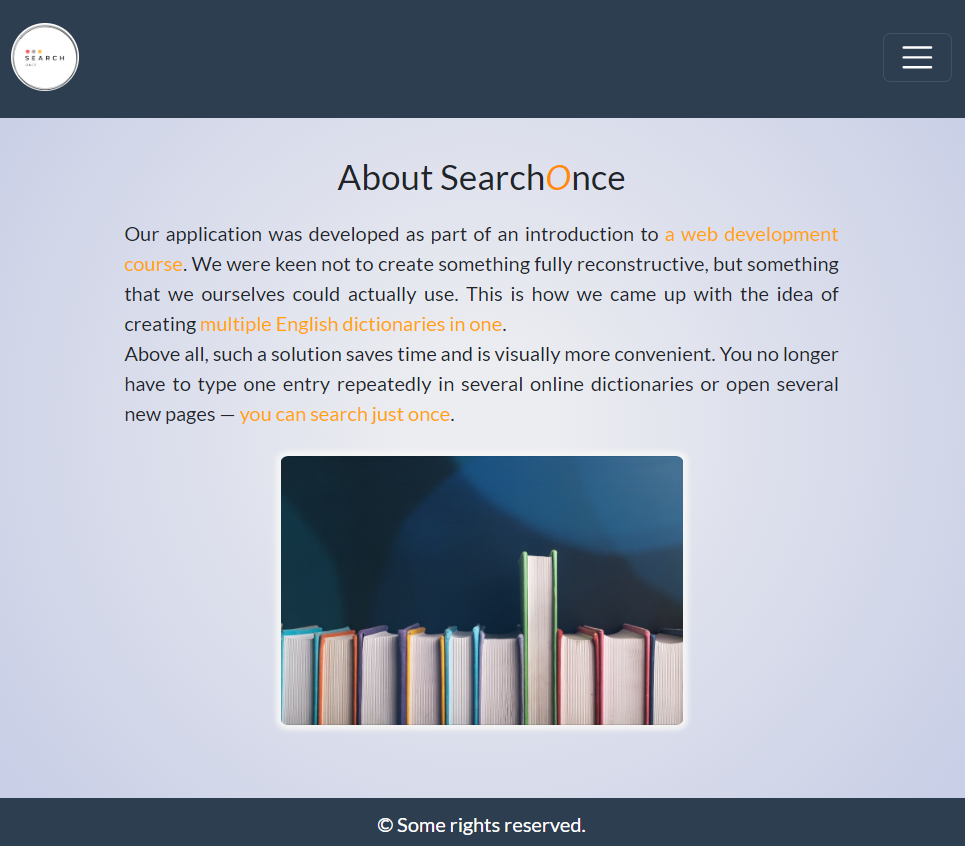 SEARCH
About SearchOnce
Our application was developed as part of an introduction to a web development
course. We were keen not to create something fully reconstructive, but something
that we ourselves could actually use. This is how we came up with the idea of
creating multiple English dictionaries in one.
Above all, such a solution saves time and is visually more convenient. You no longer
have to type one entry repeatedly in several online dictionaries or open several
new pages — you can search just once.
© Some rights reserved.